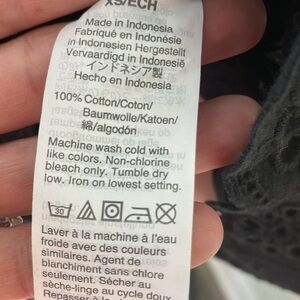 XS/ECH
Made in Indonesia
Fabriqué en Indonésie
in Indonesien Hergestellt
Vervaardigd in Indonesië
インドネシア製
Hecho en Indonesia
100% Cotton/Coton/
Baumwolle/Katoen/
綿/algodón
Machine wash cold with
like colors. Non-chlorine
bleach only. Tumble dry
low. Iron on lowest setting.
30
Laver à la machine à l'eau
froide avec des couleurs
similaires. Agent de
blanchiment sans chlore
seulement. Sécher au
sèche-linge au cycle doux
Repasser à